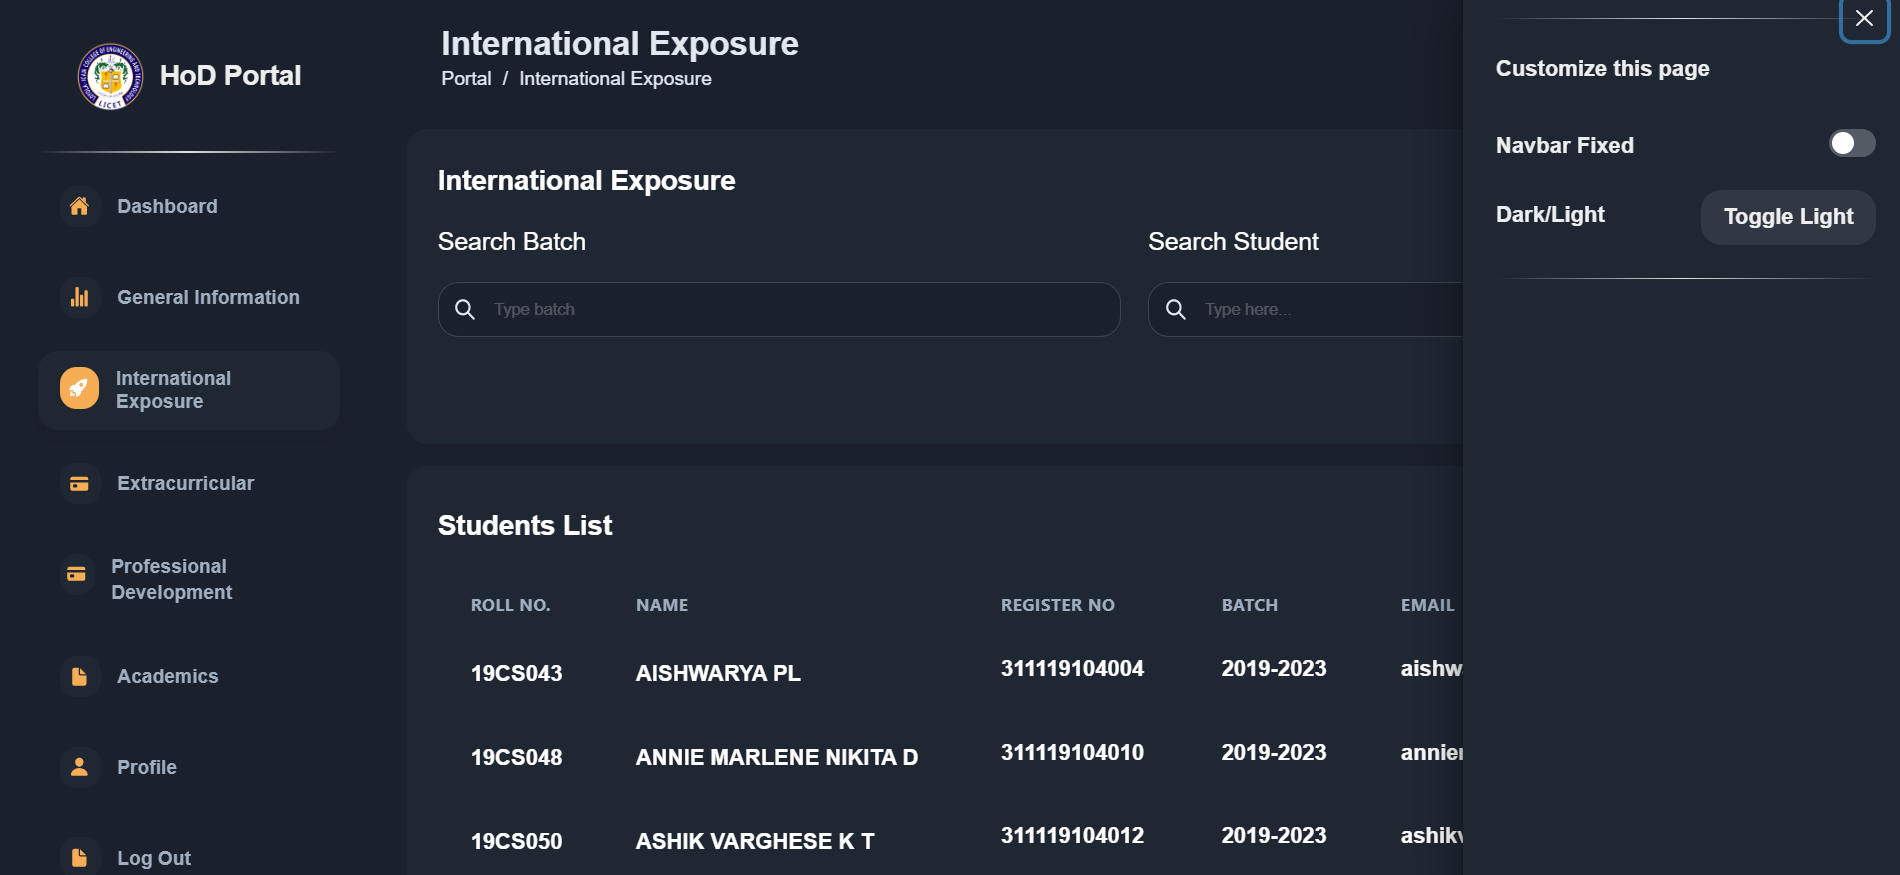 HoD Portal
LICET
Dashboard
General Information
International
Exposure
Extracurricular
Professional
Development
Academics
Profile
Log Out
International Exposure
Portal / International Exposure
International Exposure
Search Batch
Type batch
Search Student
Type here...
Students List
ROLL NO. NAME REGISTER NO BATCH EMAIL
19CS043 AISHWARYA PL 311119104004 2019-2023 aishw
19CS048 ANNIE MARLENE NIKITA D 311119104010 2019-2023 annie
19CS050 ASHIK VARGHESE K T 311119104012 2019-2023 ashik
Customize this page
Navbar Fixed
Dark/Light
Toggle Light